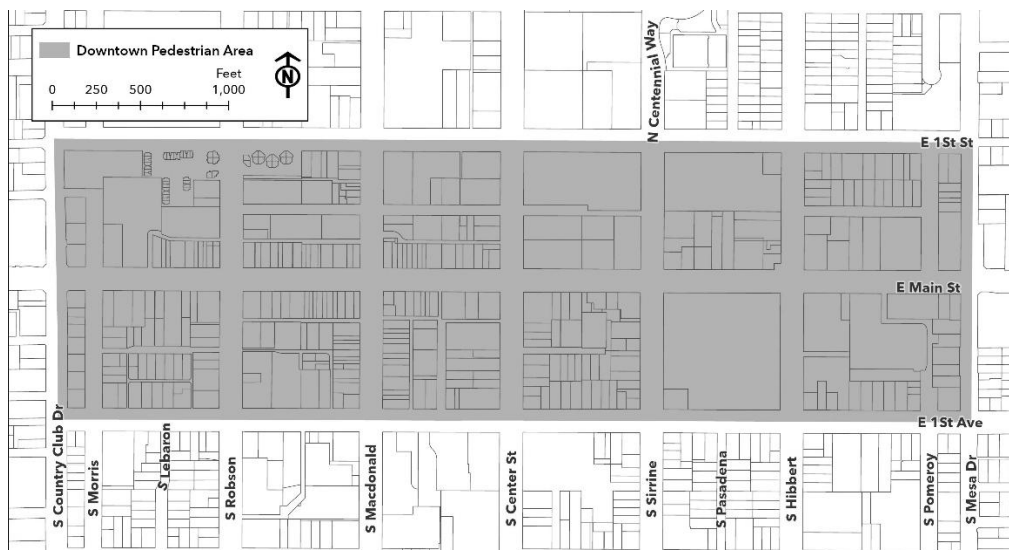 Downtown Pedestrian Area
Feet
0 250 500 1,000
N
N Centennial Way
E 1St St
E Main St
E 1St Ave
S Country Club Dr
S Morris
S Lebaron
S Robson
S Macdonald
S Center St
S Sirrine
S Pasadena
S Hibbert
S Pomeroy
S Mesa Dr